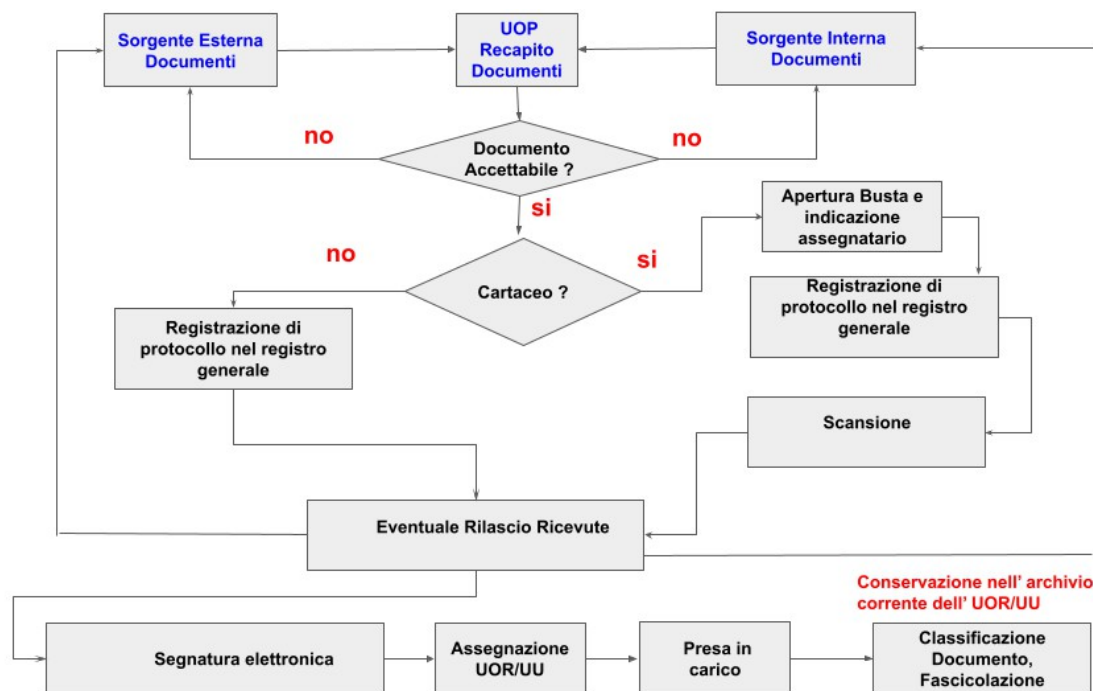 Sorgente Esterna
Documenti
UOP
Recapito
Documenti
Sorgente Interna
Documenti
no
Documento
Accettabile ?
no
si
Apertura Busta e
indicazione
assegnatario
no
Cartaceo ?
si
Registrazione di
protocollo nel registro
generale
Registrazione di
protocollo nel registro
generale
Scansione
Eventuale Rilascio Ricevute
Conservazione nell' archivio
corrente dell' UOR/UU
Segnatura elettronica
Assegnazione
UOR/UU
Presa in
carico
Classificazione
Documento,
Fascicolazione